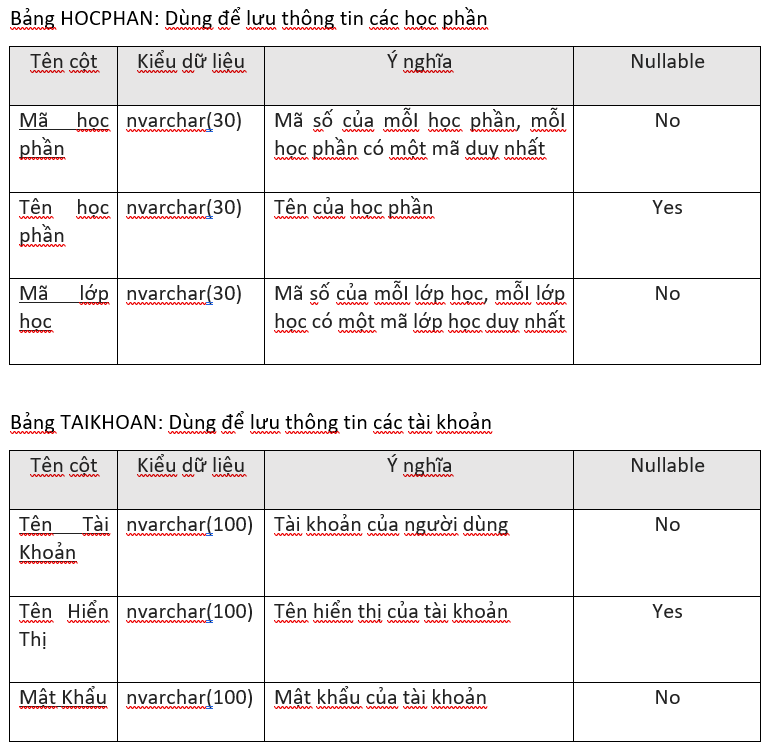 Bảng HOCPHAN: Dùng để lưu thông tin các học phần
Tên cột Kiểu dữ liệu Ý nghĩa Nullable
Mã học nvarchar(30) Mã số của mỗI học phần, mỗI No
phần học phần có một mã duy nhất
Tên học nvarchar(30) Tên của học phần Yes
phần
Mã lớp nvarchar(30) Mã số của mỗI lớp học, mỗI lớp No
học học có một mã lớp học duy nhất
Bảng TAIKHOAN: Dùng để lưu thông tin các tài khoản
Tên cột Kiểu dữ liệu Ý nghĩa Nullable
Tên Tài nvarchar(100) Tài khoản của người dùng No
Khoản
Tên Hiển nvarchar(100) Tên hiển thị của tài khoản Yes
Thị
Mật Khẩu nvarchar(100) Mật khẩu của tài khoản No